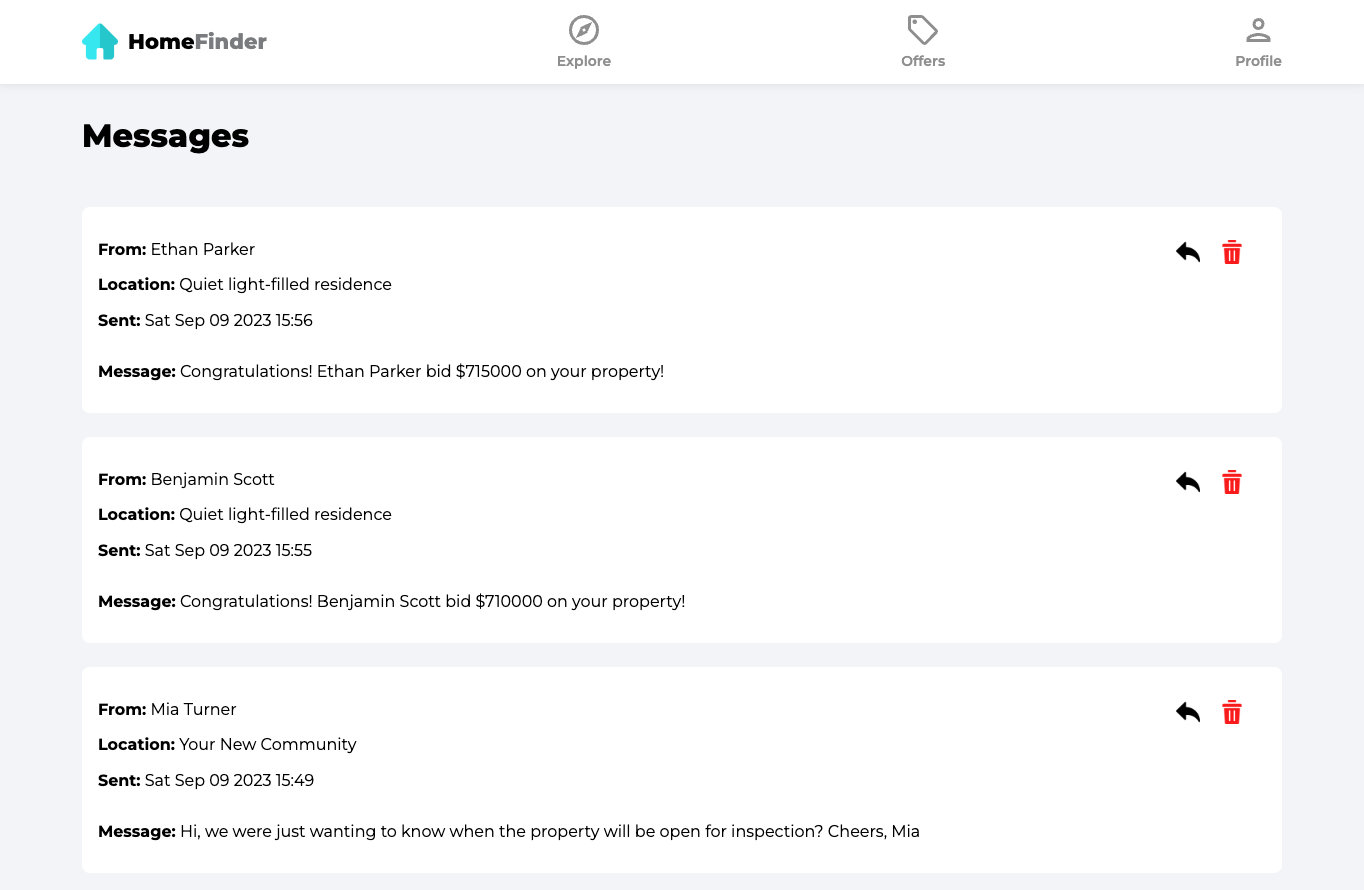 HomeFinder
Explore
Offers
Profile
Messages
From: Ethan Parker
Location: Quiet light-filled residence
Sent: Sat Sep 09 2023 15:56
Message: Congratulations! Ethan Parker bid $715000 on your property!
From: Benjamin Scott
Location: Quiet light-filled residence
Sent: Sat Sep 09 2023 15:55
Message: Congratulations! Benjamin Scott bid $710000 on your property!
From: Mia Turner
Location: Your New Community
Sent: Sat Sep 09 2023 15:49
Message: Hi, we were just wanting to know when the property will be open for inspection? Cheers, Mia